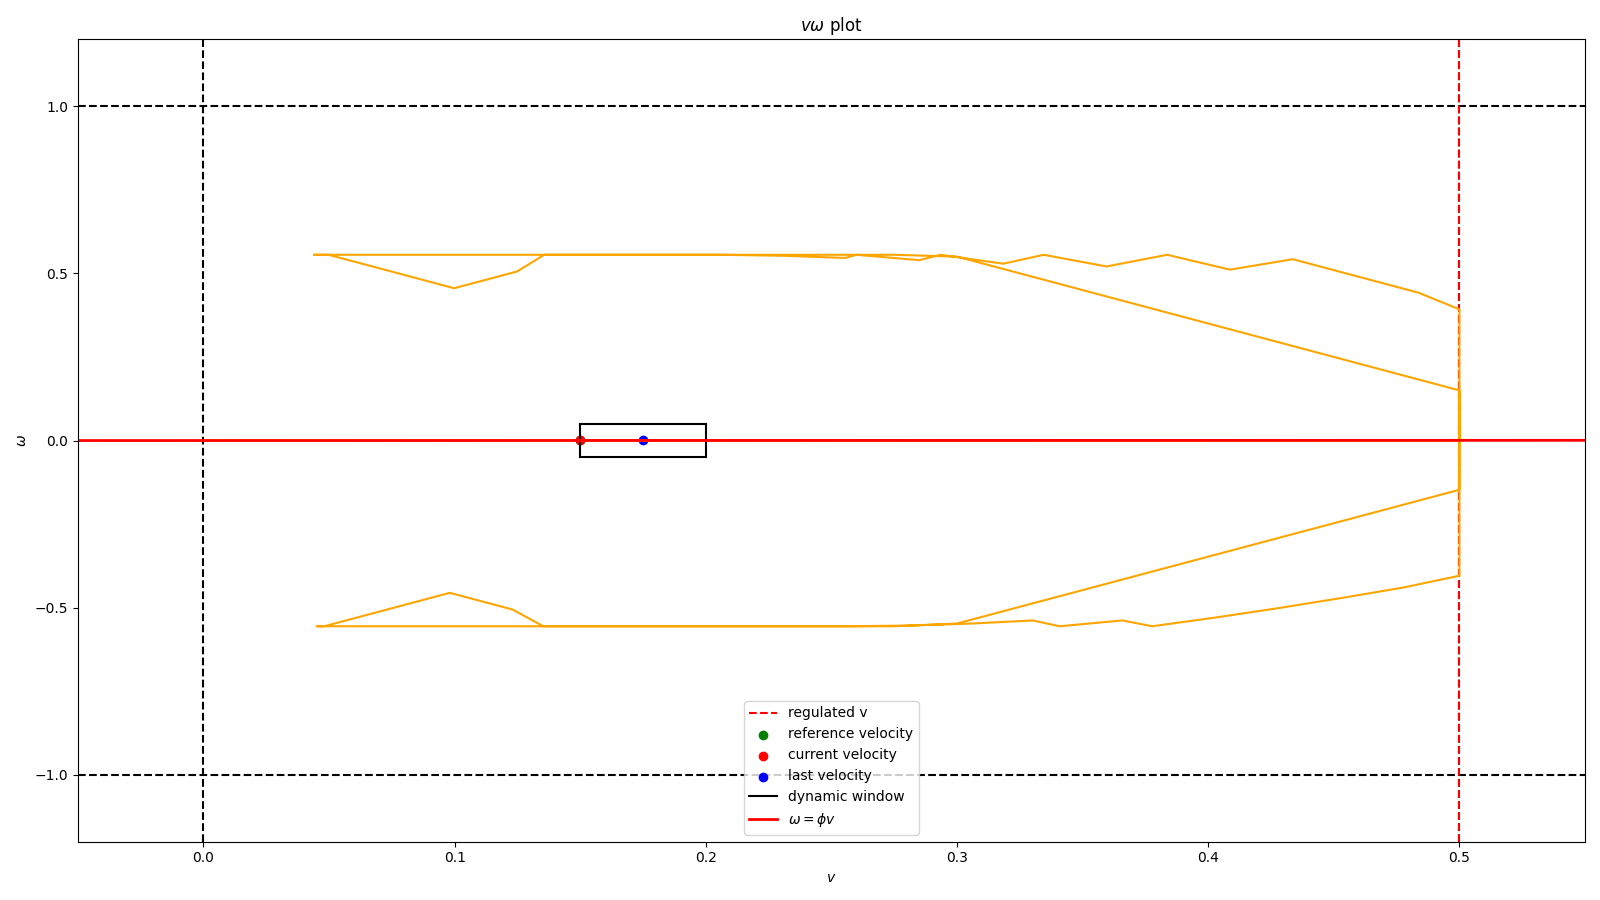 vω plot
1.0
0.5
0.0
−0.5
−1.0
ω
0.0 0.1 0.2 0.3 0.4 0.5
v
regulated v
reference velocity
current velocity
last velocity
dynamic window
ω = ϕv